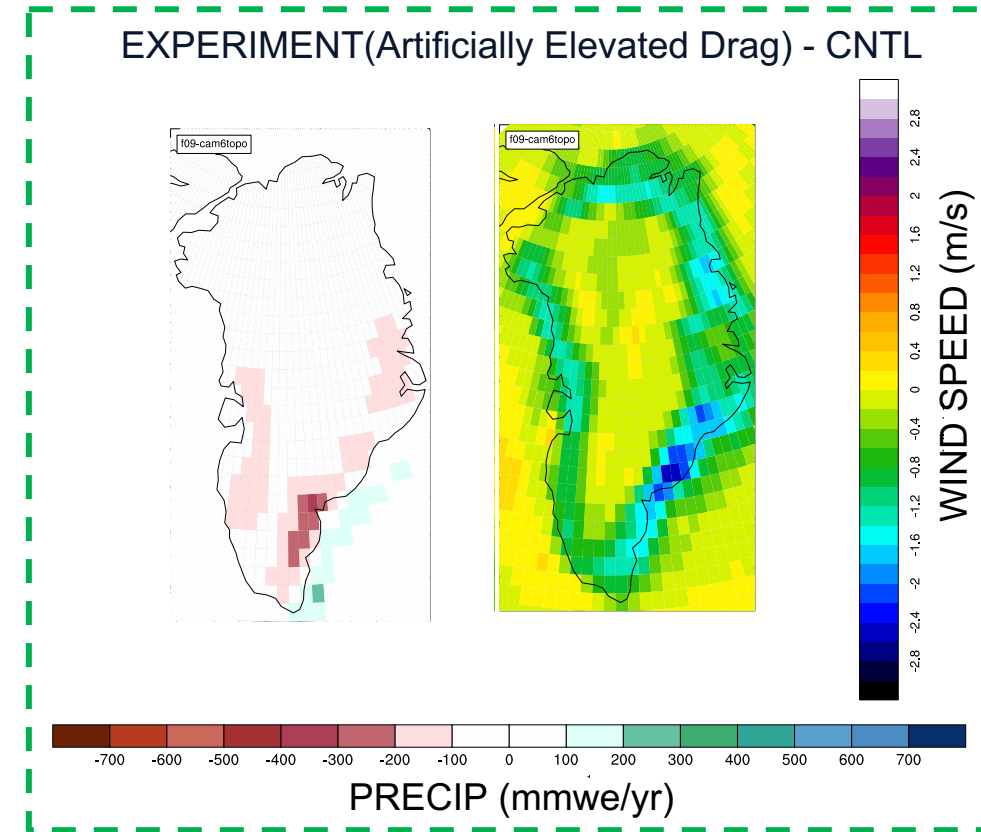 EXPERIMENT(Artificially Elevated Drag) - CNTL
f09-cam6topo
f09-cam6topo
2.8
2.4
2
1.6
1.2
0.8
0.4
0
-0.4
-0.8
-1.2
-1.6
-2
-2.4
-2.8
WIND SPEED (m/s)
-700 -600 -500 -400 -300 -200 -100 0 100 200 300 400 500 600 700
PRECIP (mmwe/yr)